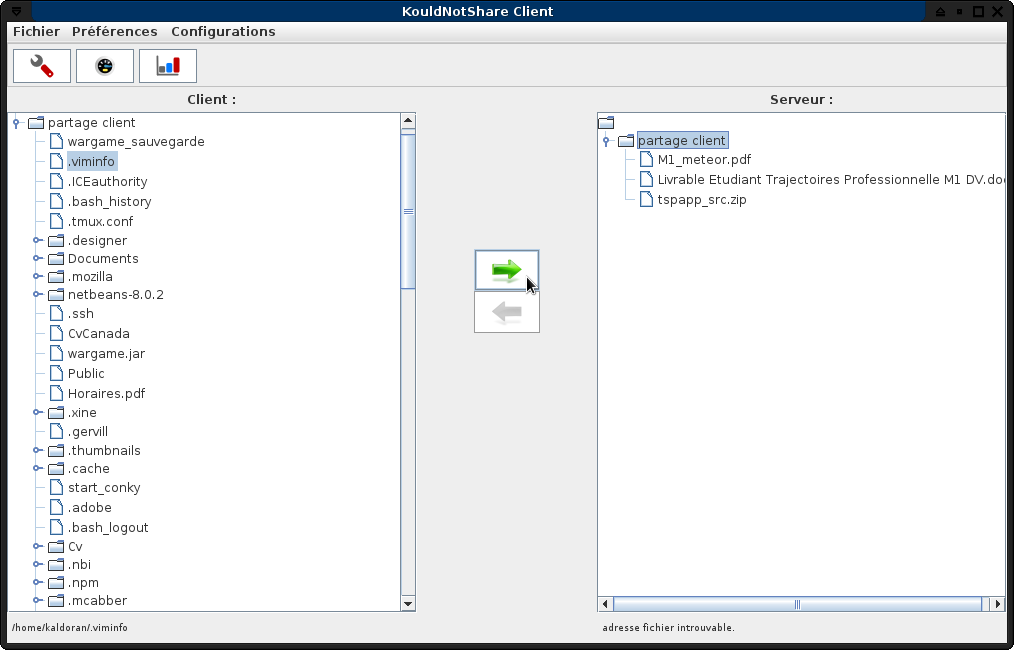 KouldNotShare Client
Fichier Préférences Configurations
Client :
Serveur :
partage client
wargame_sauvegarde
.viminfo
.ICEauthority
.bash_history
.tmux.conf
.designer
Documents
.mozilla
netbeans-8.0.2
.ssh
CvCanada
wargame.jar
Public
Horaires.pdf
.xine
.gervill
.thumbnails
.cache
start_conky
.adobe
.bash_logout
Cv
.nbi
.npm
.mcabber
partage client
M1_meteor.pdf
Livrable Etudiant Trajectoires Professionnelle M1 DV.doc
tspapp_src.zip
/home/kaldoran/.viminfo
adresse fichier introuvable.